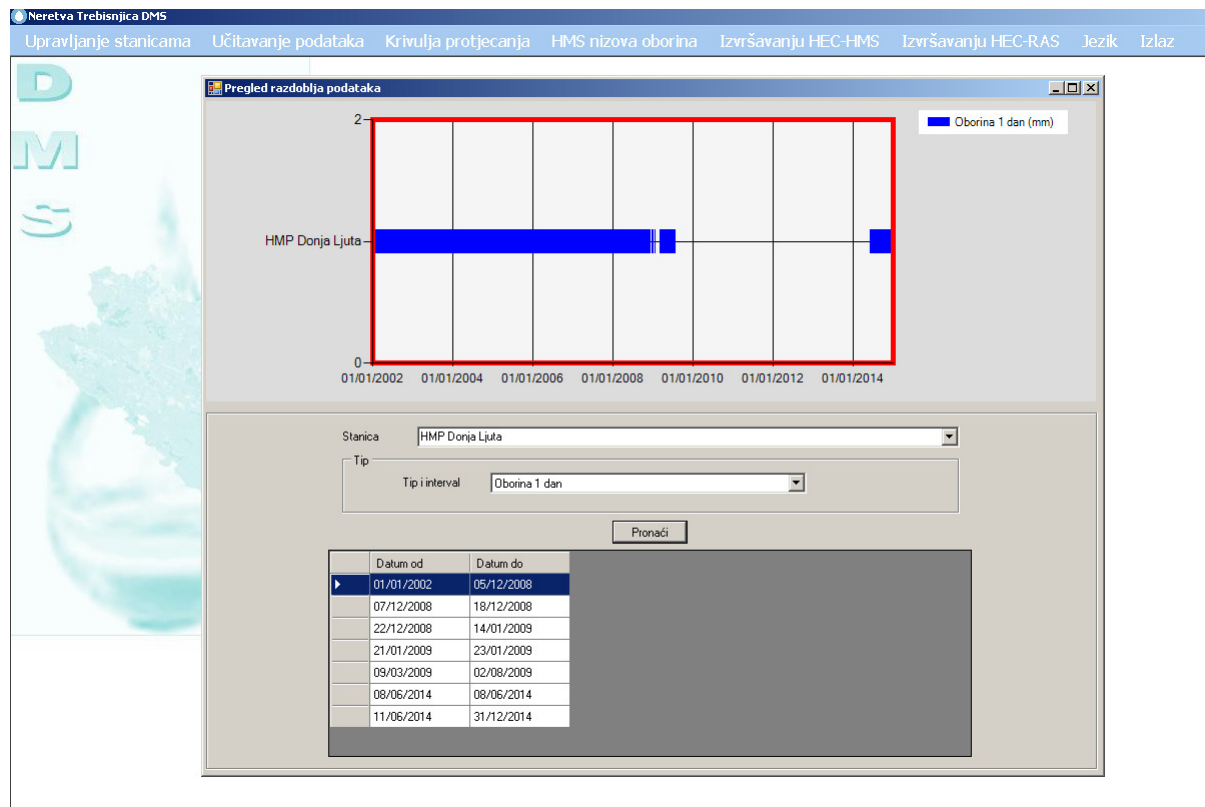 Neretva Trebisnjica DMS
Upravljanje stanicama Učitavanje podataka Krivulja protjecanja HMS nizova oborina Izvršavanju HEC-HMS Izvršavanju HEC-RAS Jezik Izlaz
D
M
S
Pregled razdoblja podataka
2
Oborina 1 dan (mm)
HMP Donja Ljuta
0
01/01/2002 01/01/2004 01/01/2006 01/01/2008 01/01/2010 01/01/2012 01/01/2014
Stanica HMP Donja Ljuta
Tip
Tip i interval Oborina 1 dan
Pronaći
Datum od Datum do
01/01/2002 05/12/2008
07/12/2008 18/12/2008
22/12/2008 14/01/2009
21/01/2009 23/01/2009
09/03/2009 02/08/2009
08/06/2014 08/06/2014
11/06/2014 31/12/2014